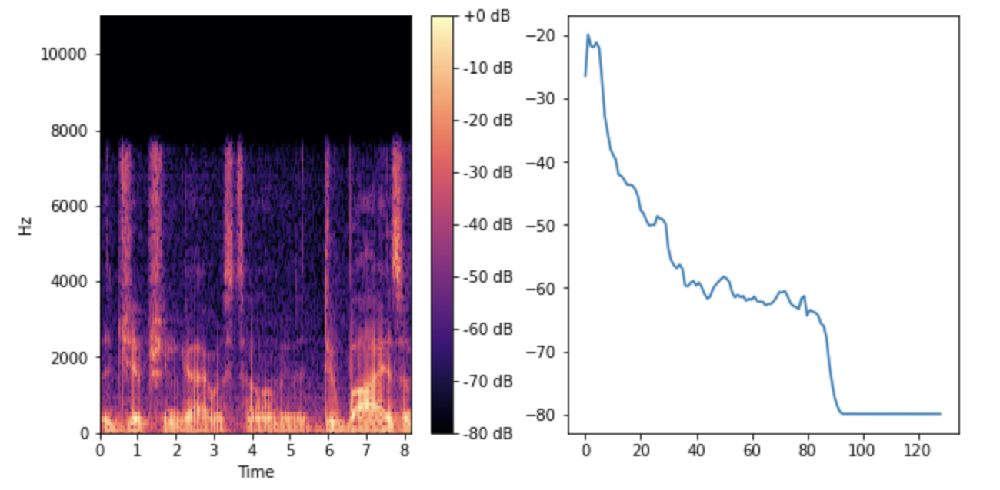 Hz
10000
8000
6000
4000
2000
0
0 1 2 3 4 5 6 7 8
Time
+0 dB
-10 dB
-20 dB
-30 dB
-40 dB
-50 dB
-60 dB
-70 dB
-80 dB
−20
−30
−40
−50
−60
−70
−80
0 20 40 60 80 100 120